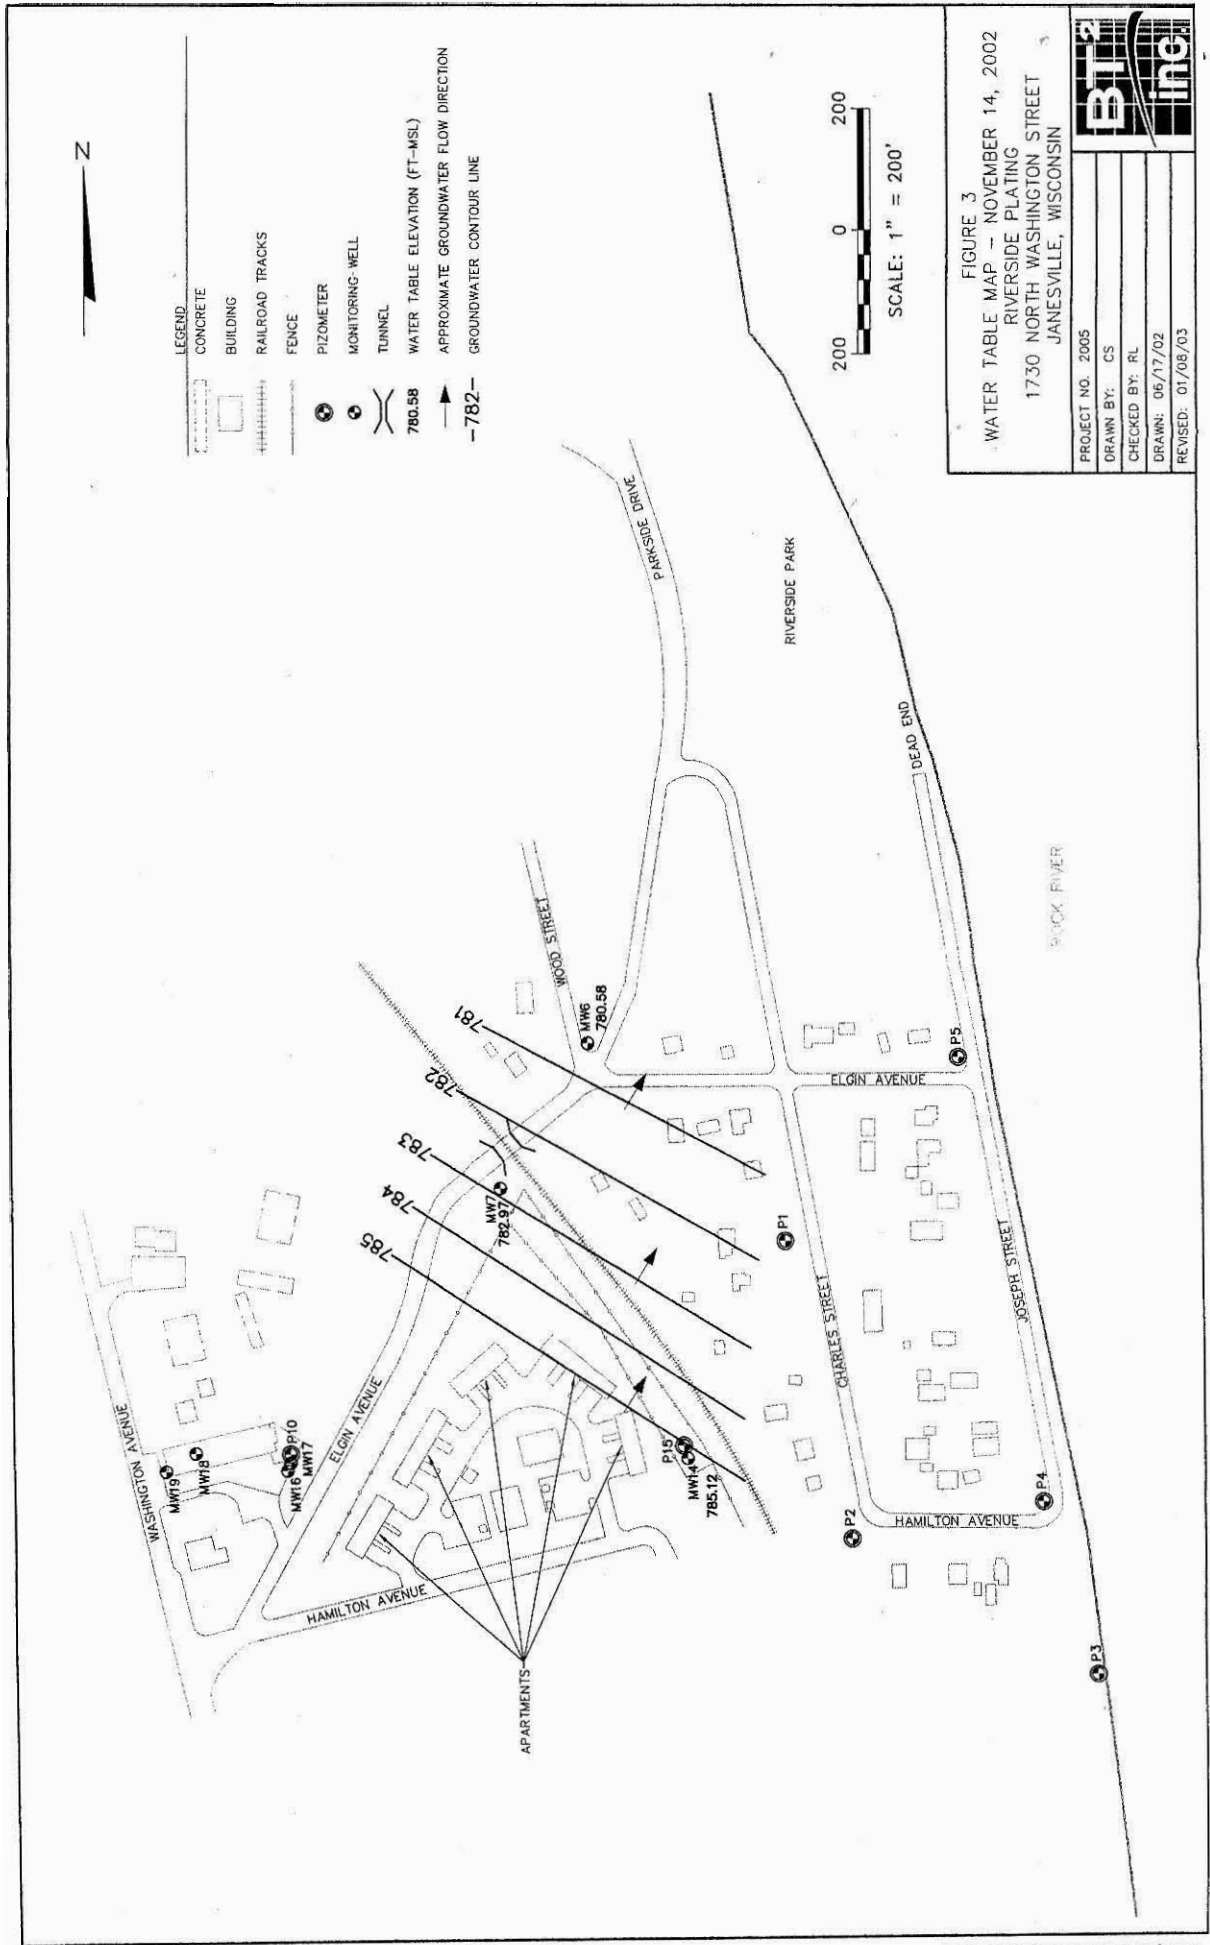 N
LEGEND
CONCRETE
BUILDING
RAILROAD TRACKS
FENCE
PIZOMETER
MONITORING WELL
TUNNEL
780.58 WATER TABLE ELEVATION (FT-MSL)
APPROXIMATE GROUNDWATER FLOW DIRECTION
-782- GROUNDWATER CONTOUR LINE
WASHINGTON AVENUE
MW19
MW18
MW16
P10
MW17
ELGIN AVENUE
HAMILTON AVENUE
APARTMENTS
785
784
783
782
781
MW7
782.97
WOOD STREET
MW6
780.58
P15
MW14
785.12
PARKSIDE DRIVE
RIVERSIDE PARK
P1
CHARLES STREET
P2
HAMILTON AVENUE
ELGIN AVENUE
P5
DEAD END
JOSEPH STREET
P4
P3
ROCK RIVER
200 0 200
SCALE: 1" = 200'
FIGURE 3
WATER TABLE MAP - NOVEMBER 14, 2002
RIVERSIDE PLATING
1730 NORTH WASHINGTON STREET
JANESVILLE, WISCONSIN
PROJECT NO. 2005
DRAWN BY: CS
CHECKED BY: RL
DRAWN: 06/17/02
REVISED: 01/08/03
BT²
inc.